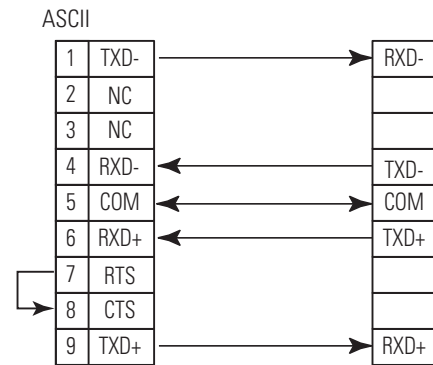 ASCII
1 TXD- RXD-
2 NC
3 NC
4 RXD- TXD-
5 COM COM
6 RXD+ TXD+
7 RTS
8 CTS
9 TXD+ RXD+